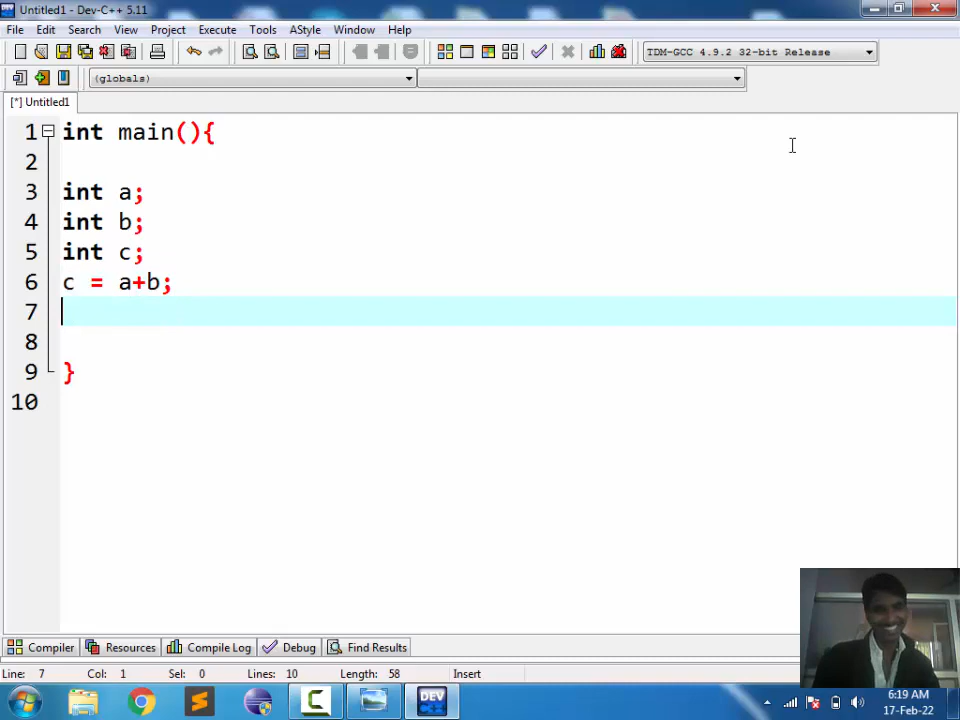 Untitled1 - Dev-C++ 5.11
File Edit Search View Project Execute Tools AStyle Window Help
TDM-GCC 4.9.2 32-bit Release
(globals)
[*] Untitled1
1 int main(){
2
3 int a;
4 int b;
5 int c;
6 c = a+b;
7
8
9 }
10
Compiler Resources Compile Log Debug Find Results
Line: 7 Col: 1 Sel: 0 Lines: 10 Length: 58 Insert
DEV
C++
6:19 AM
17-Feb-22